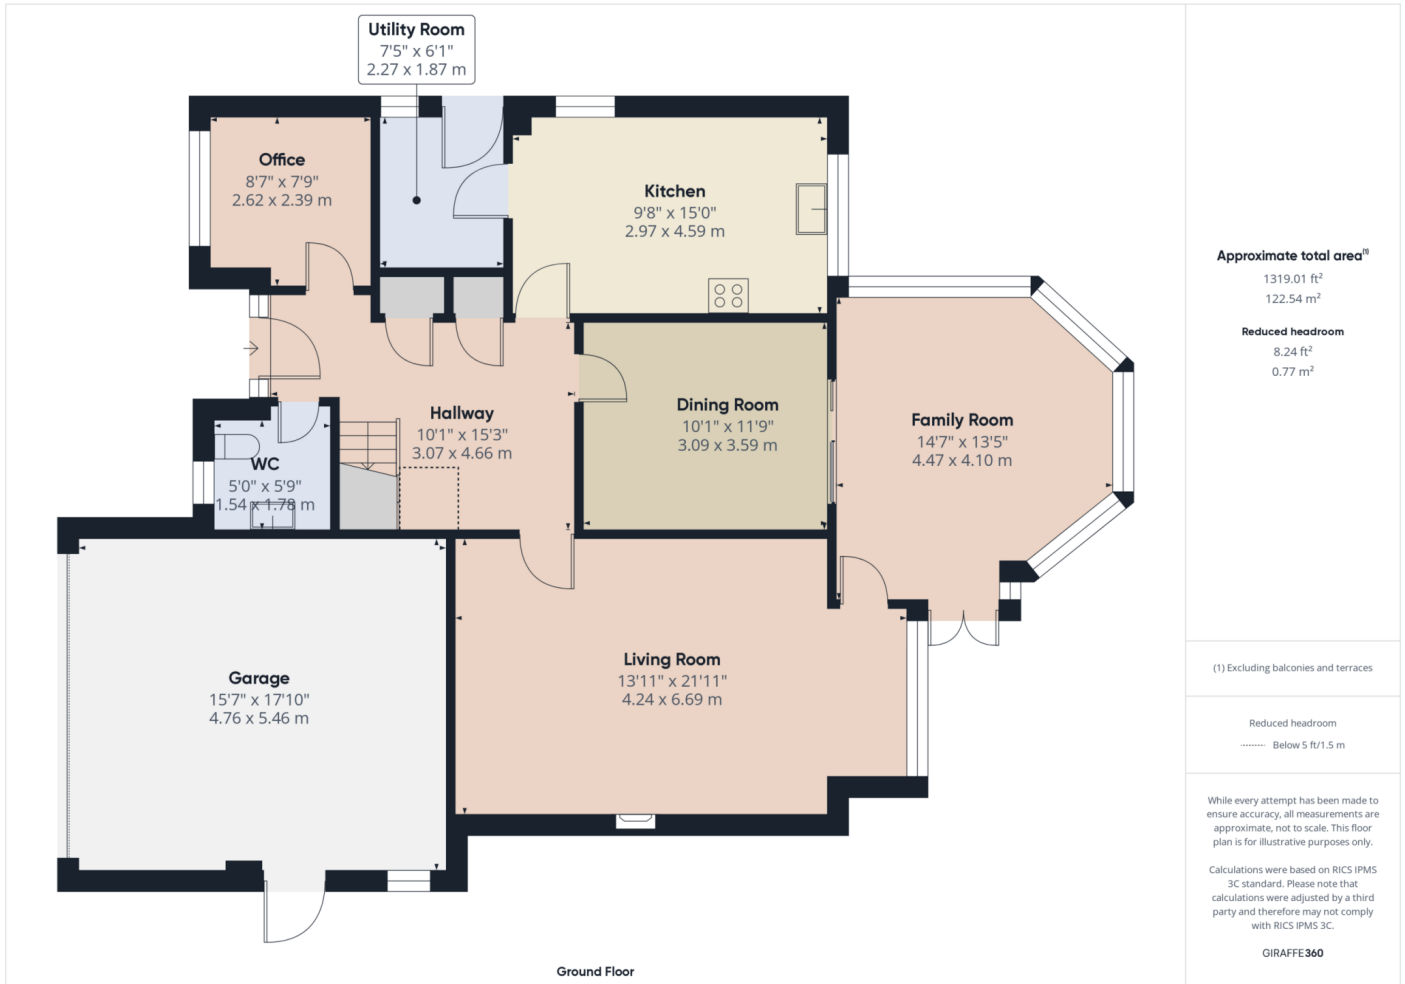 Utility Room
7'5" x 6'1"
2.27 x 1.87 m
Office
8'7" x 7'9"
2.62 x 2.39 m
Kitchen
9'8" x 15'0"
2.97 x 4.59 m
Hallway
10'1" x 15'3"
3.07 x 4.66 m
Dining Room
10'1" x 11'9"
3.09 x 3.59 m
Family Room
14'7" x 13'5"
4.47 x 4.10 m
WC
5'0" x 5'9"
1.54 x 1.78 m
Garage
15'7" x 17'10"
4.76 x 5.46 m
Living Room
13'11" x 21'11"
4.24 x 6.69 m
Ground Floor
Approximate total area(1)
1319.01 ft²
122.54 m²
Reduced headroom
8.24 ft²
0.77 m²
(1) Excluding balconies and terraces
Reduced headroom
Below 5 ft/1.5 m
While every attempt has been made to
ensure accuracy, all measurements are
approximate, not to scale. This floor
plan is for illustrative purposes only.
Calculations were based on RICS IPMS
3C standard. Please note that
calculations were adjusted by a third
party and therefore may not comply
with RICS IPMS 3C.
GIRAFFE360